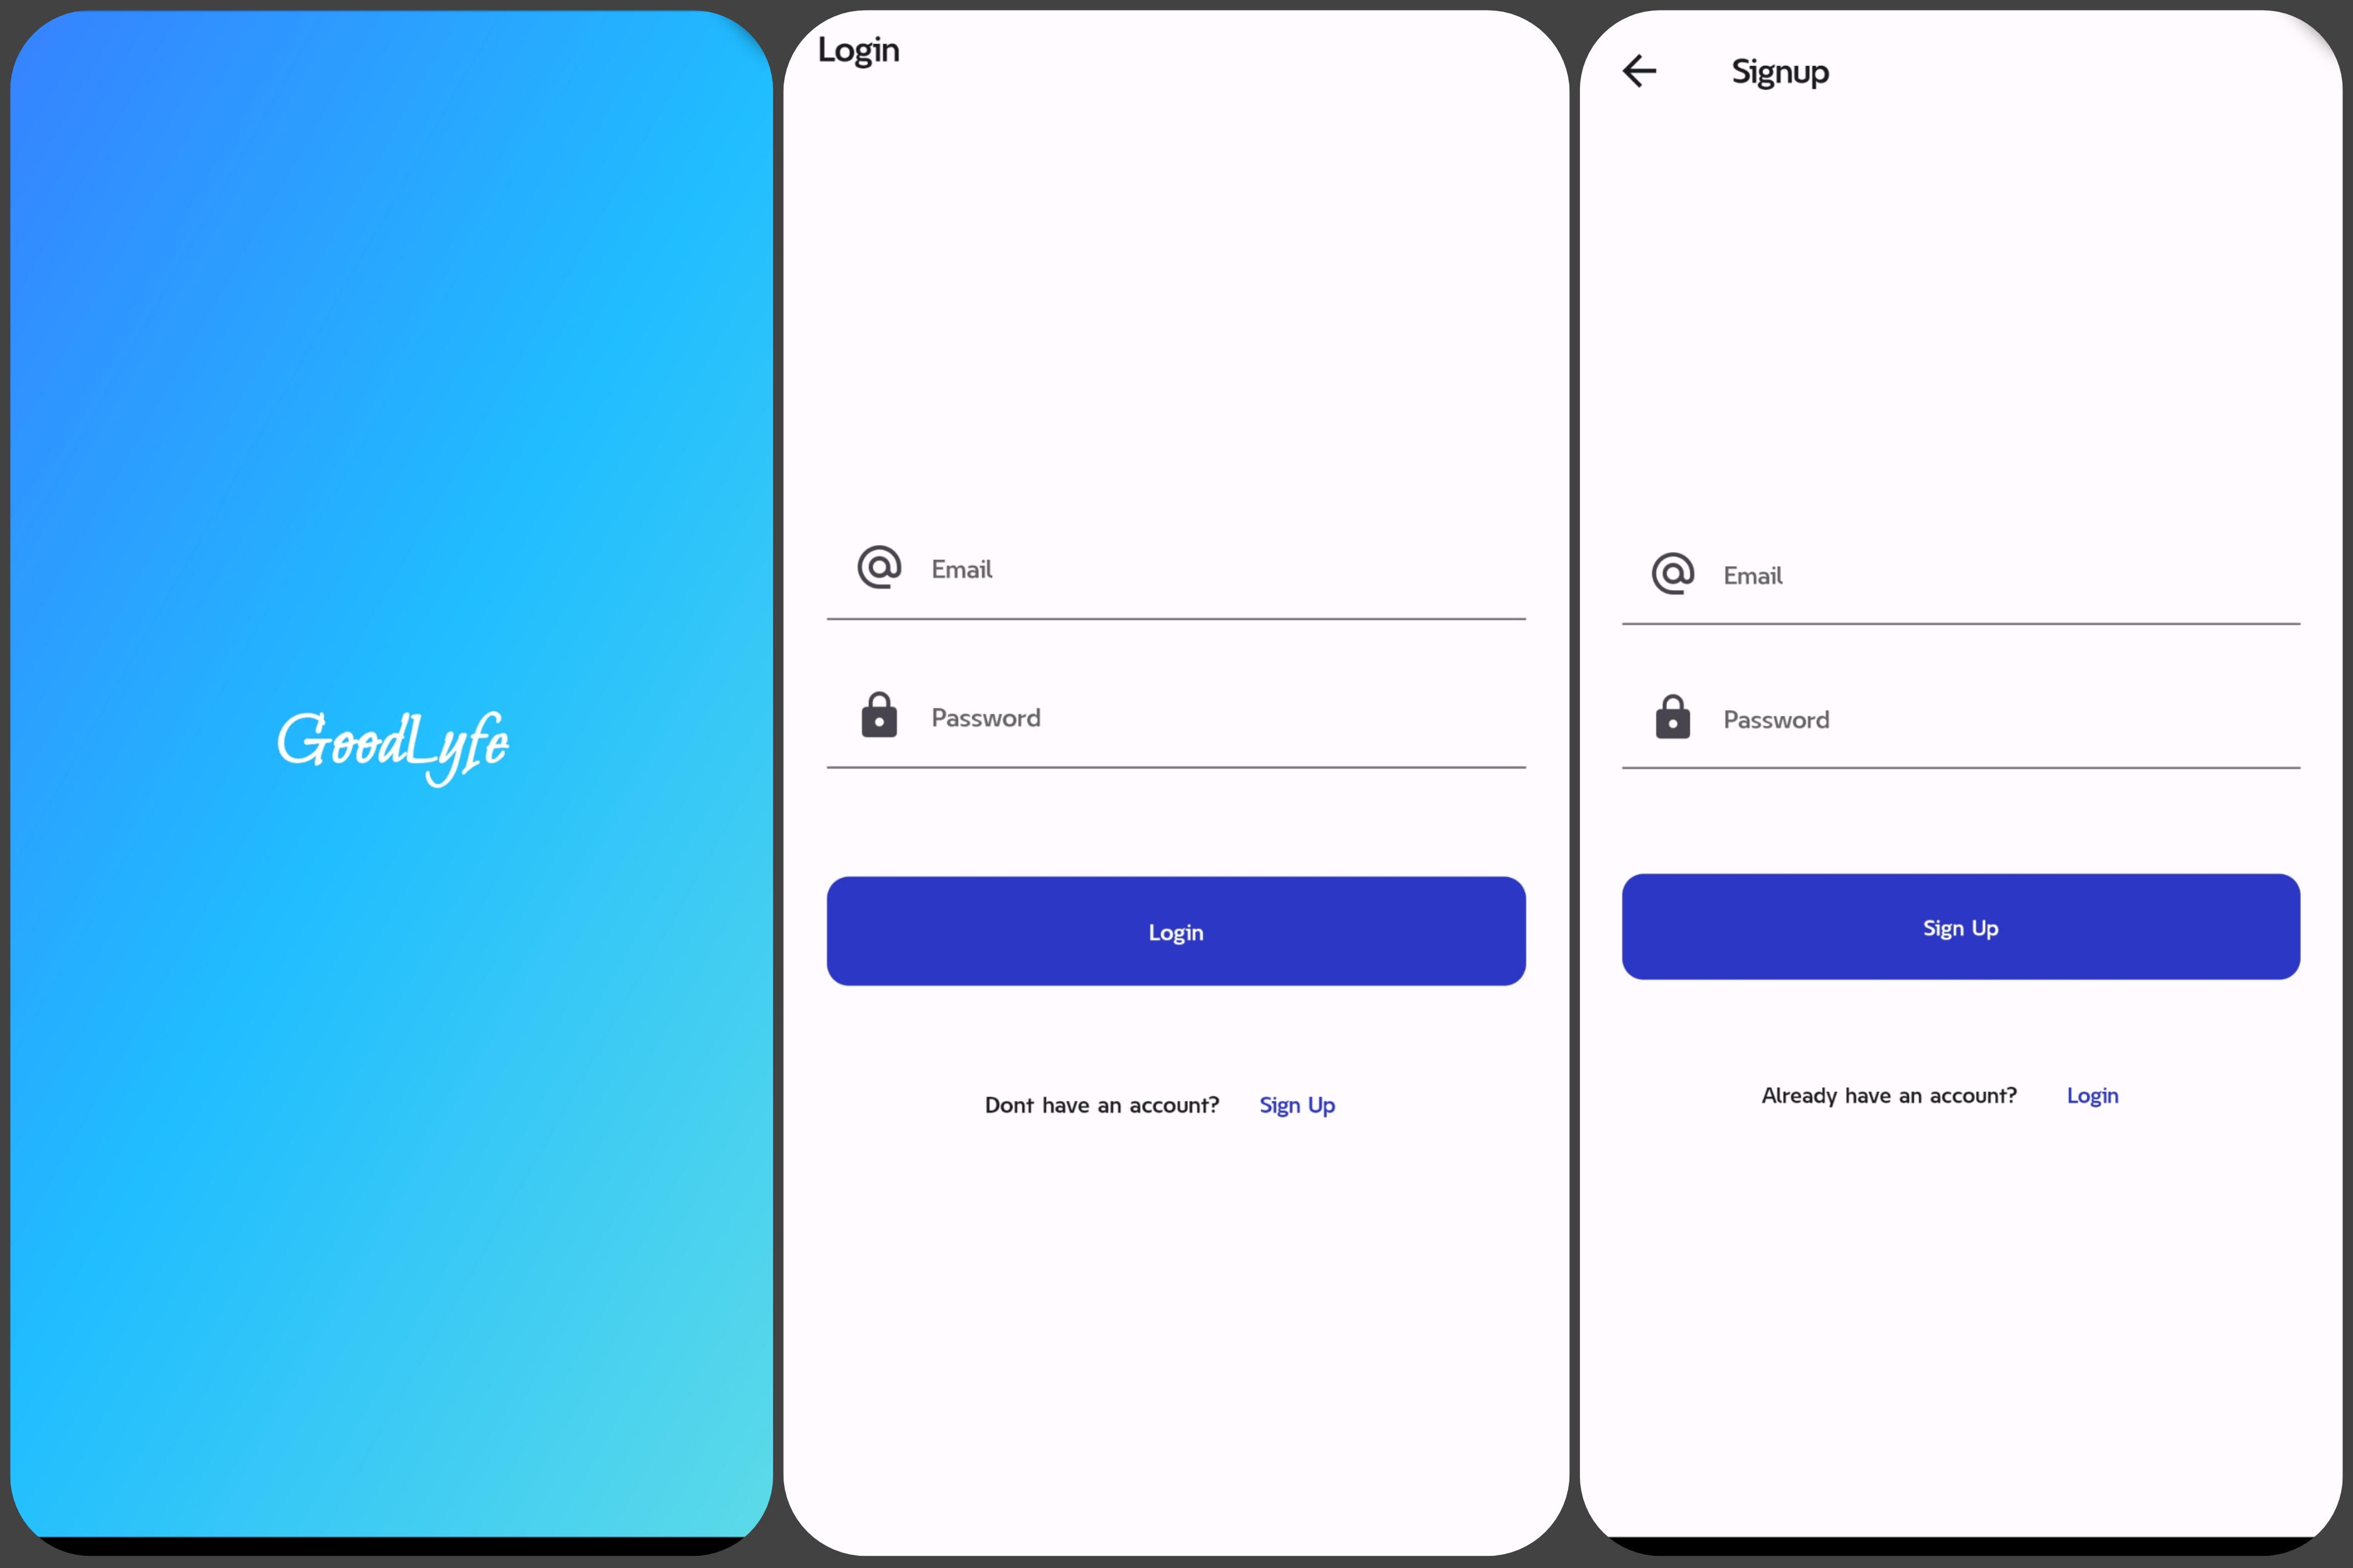 GoodLyfe
Login
Email
Password
Login
Dont have an account? Sign Up
Signup
Email
Password
Sign Up
Already have an account? Login